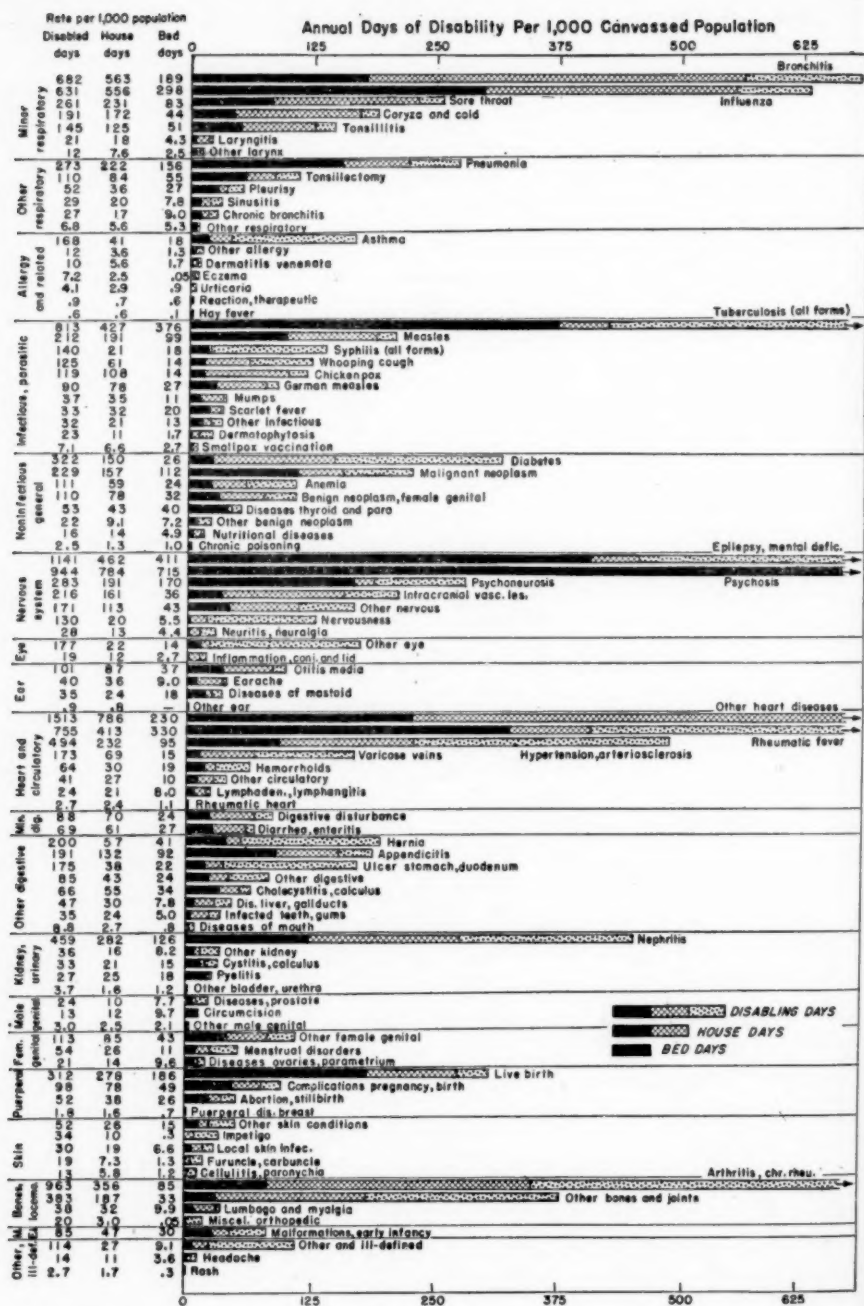 Rate per 1,000 population
Annual Days of Disability Per 1,000 Canvassed Population
Disabled days House days Bed days
0 125 250 375 500 625
Minor respiratory
682 563 189 Bronchitis
631 556 298 Influenza
261 231 83 Sore throat
191 172 44 Coryza and cold
145 125 51 Tonsillitis
21 18 4.3 Laryngitis
12 7.6 2.5 Other larynx
Other respiratory
273 222 156 Pneumonia
110 84 55 Tonsillectomy
52 36 27 Pleurisy
29 20 7.8 Sinusitis
27 17 9.0 Chronic bronchitis
6.8 5.6 5.3 Other respiratory
Allergy and related
168 41 18 Asthma
12 3.6 1.3 Other allergy
10 5.6 1.7 Dermatitis venenata
7.2 2.5 .05 Eczema
4.1 2.9 .9 Urticaria
.9 .7 .6 Reaction, therapeutic
.6 .6 .1 Hay fever
Infectious, parasitic
813 427 376 Tuberculosis (all forms)
212 191 99 Measles
140 21 18 Syphilis (all forms)
125 61 14 Whooping cough
119 108 14 Chickenpox
90 78 27 German measles
37 35 11 Mumps
33 32 20 Scarlet fever
32 21 13 Other infectious
23 11 1.7 Dermatophytosis
7.1 6.6 2.7 Smallpox vaccination
Noninfectious general
322 150 26 Diabetes
229 157 112 Malignant neoplasm
111 59 24 Anemia
110 78 32 Benign neoplasm, female genital
53 43 40 Diseases thyroid and para
22 9.1 7.2 Other benign neoplasm
16 14 4.9 Nutritional diseases
2.5 1.3 1.0 Chronic poisoning
Nervous system
1141 462 411 Epilepsy, mental defic.
944 784 715 Psychosis
283 191 170 Psychoneurosis
216 161 36 Intracranial vasc. les.
171 113 43 Other nervous
130 20 5.5 Nervousness
28 13 4.4 Neuritis, neuralgia
Eye
177 22 14 Other eye
19 12 2.7 Inflammation, conj. and lid
Ear
101 87 37 Otitis media
40 36 9.0 Earache
35 24 18 Diseases of mastoid
.9 .8 — Other ear
Heart and circulatory
1513 786 230 Other heart diseases
755 413 330 Rheumatic fever
494 232 95 Hypertension, arteriosclerosis
173 69 15 Varicose veins
64 30 19 Hemorrhoids
41 27 10 Other circulatory
24 21 8.0 Lymphaden., lymphangitis
2.7 2.4 1.1 Rheumatic heart
Min. dig.
88 70 24 Digestive disturbance
69 61 27 Diarrhea, enteritis
Other digestive
200 57 41 Hernia
191 132 92 Appendicitis
175 38 22 Ulcer stomach, duodenum
85 43 24 Other digestive
66 55 34 Cholecystitis, calculus
47 30 7.8 Dis. liver, gallducts
35 24 5.0 Infected teeth, gums
8.8 2.7 .8 Diseases of mouth
Kidney, urinary
459 282 126 Nephritis
36 16 8.2 Other kidney
33 21 15 Cystitis, calculus
27 25 18 Pyelitis
3.7 1.6 1.2 Other bladder, urethra
Male genital
24 10 7.7 Diseases, prostate
13 12 9.7 Circumcision
3.0 2.5 2.1 Other male genital
DISABLING DAYS
HOUSE DAYS
BED DAYS
Fem. genital
113 85 43 Other female genital
54 26 11 Menstrual disorders
21 14 9.6 Diseases ovaries, parametrium
Puerperal
312 278 186 Live birth
98 78 49 Complications pregnancy, birth
52 38 26 Abortion, stillbirth
1.8 1.6 .7 Puerperal dis. breast
Skin
52 26 15 Other skin conditions
34 10 .3 Impetigo
30 19 6.6 Local skin infec.
19 7.3 1.3 Furuncle, carbuncle
13 5.8 1.2 Cellulitis, paronychia
Bones, locomo.
963 356 85 Arthritis, chr. rheu.
383 187 33 Other bones and joints
38 32 9.9 Lumbago and myalgia
20 3.0 .05 Miscel. orthopedic
85 47 30 Malformations, early infancy
Other, ill-def.
114 27 9.1 Other and ill-defined
14 11 3.6 Headache
2.7 1.7 .3 Rash
0 125 250 375 500 625